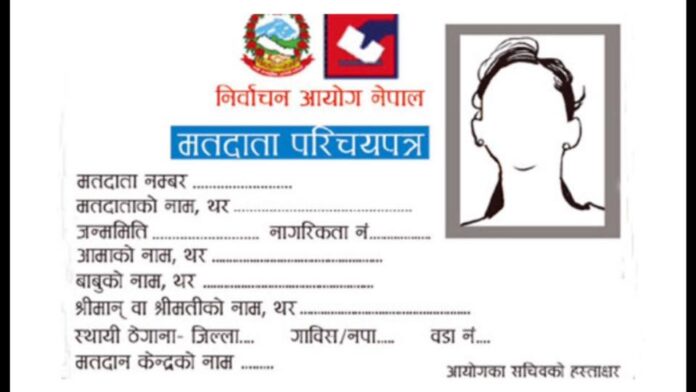 निर्वाचन आयोग नेपाल
मतदाता परिचयपत्र
मतदाता नम्बर ........................
मतदाताको नाम, थर ..........................................
जन्ममिति ......................... नागरिकता नं..............
आमाको नाम, थर ...............................................
बाबुको नाम, थर ...............................................
श्रीमान् वा श्रीमतीको नाम, थर ........................................
स्थायी ठेगाना- जिल्ला.... गाविस/नपा..... वडा नं....
मतदान केन्द्रको नाम .........
आयोगका सचिवको हस्ताक्षर